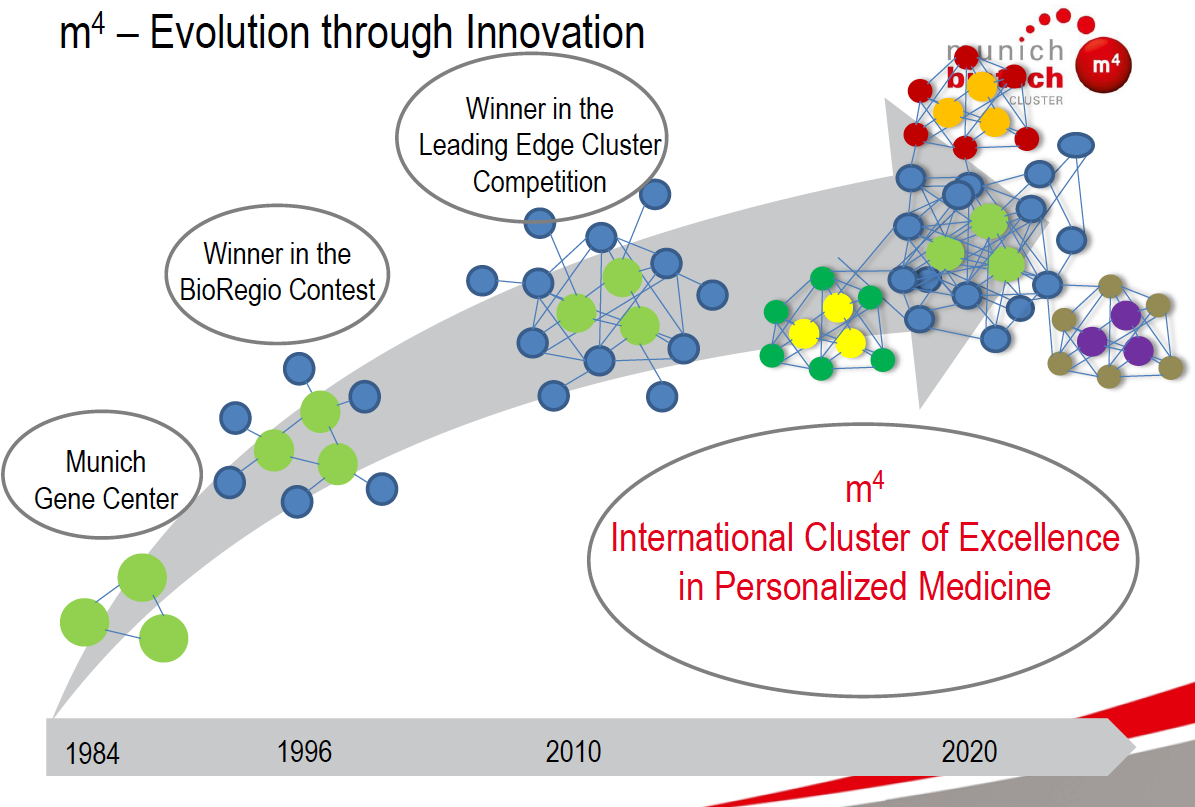 m⁴ – Evolution through Innovation
munich
biotech
CLUSTER
m⁴
Winner in the
Leading Edge Cluster
Competition
Winner in the
BioRegio Contest
Munich
Gene Center
m⁴
International Cluster of Excellence
in Personalized Medicine
1984
1996
2010
2020